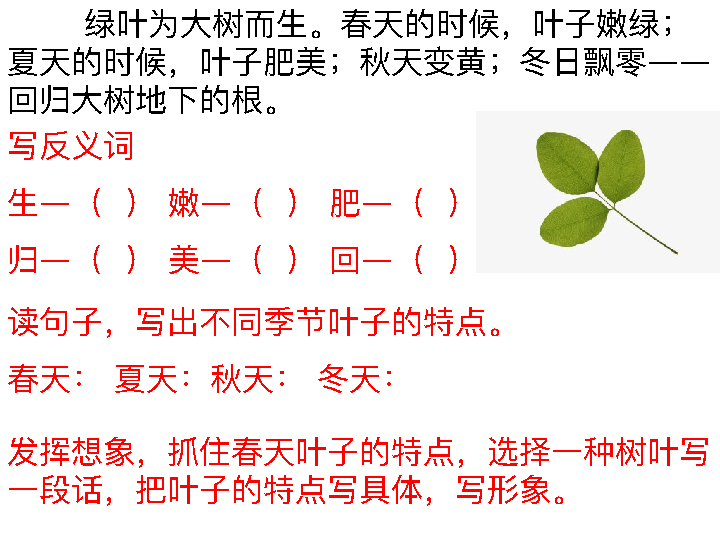 绿叶为大树而生。春天的时候，叶子嫩绿；
夏天的时候，叶子肥美；秋天变黄；冬日飘零——
回归大树地下的根。
写反义词
生—（ ） 嫩—（ ） 肥—（ ）
归—（ ） 美—（ ） 回—（ ）
读句子，写出不同季节叶子的特点。
春天： 夏天：秋天： 冬天：
发挥想象，抓住春天叶子的特点，选择一种树叶写
一段话，把叶子的特点写具体，写形象。